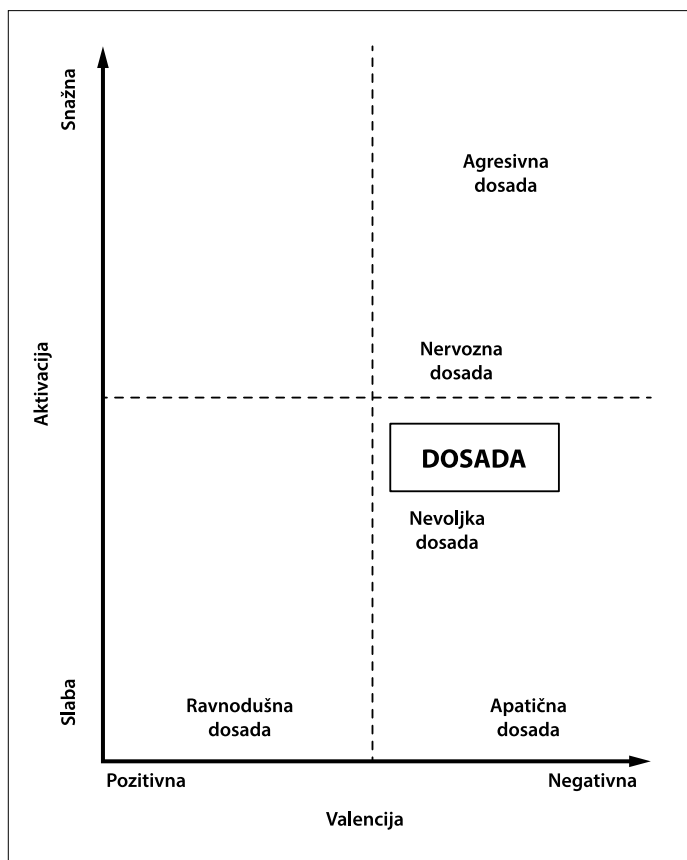 Snažna
Agresivna
dosada
Nervozna
dosada
Aktivacija
DOSADA
Nevoljka
dosada
Slaba
Ravnodušna
dosada
Apatična
dosada
Pozitivna
Negativna
Valencija